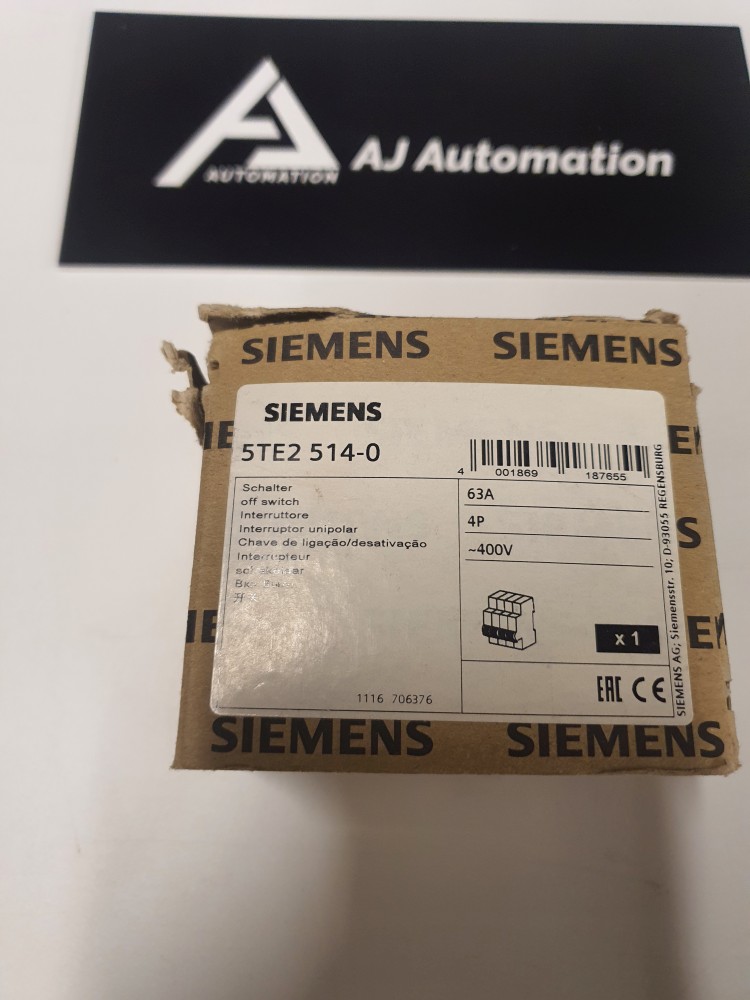 AUTOMATION
AJ Automation
SIEMENS SIEMENS
SIEMENS
5TE2 514-0
4 001869 187655
Schalter
off switch
Interruttore
Interruptor unipolar
Chave de ligação/desativação
Interrupteur
63A
4P
~400V
x 1
1116 706376
EAC CE
SIEMENS AG; Siemensstr. 10; D-93055 REGENSBURG
SIEMENS SIEMENS